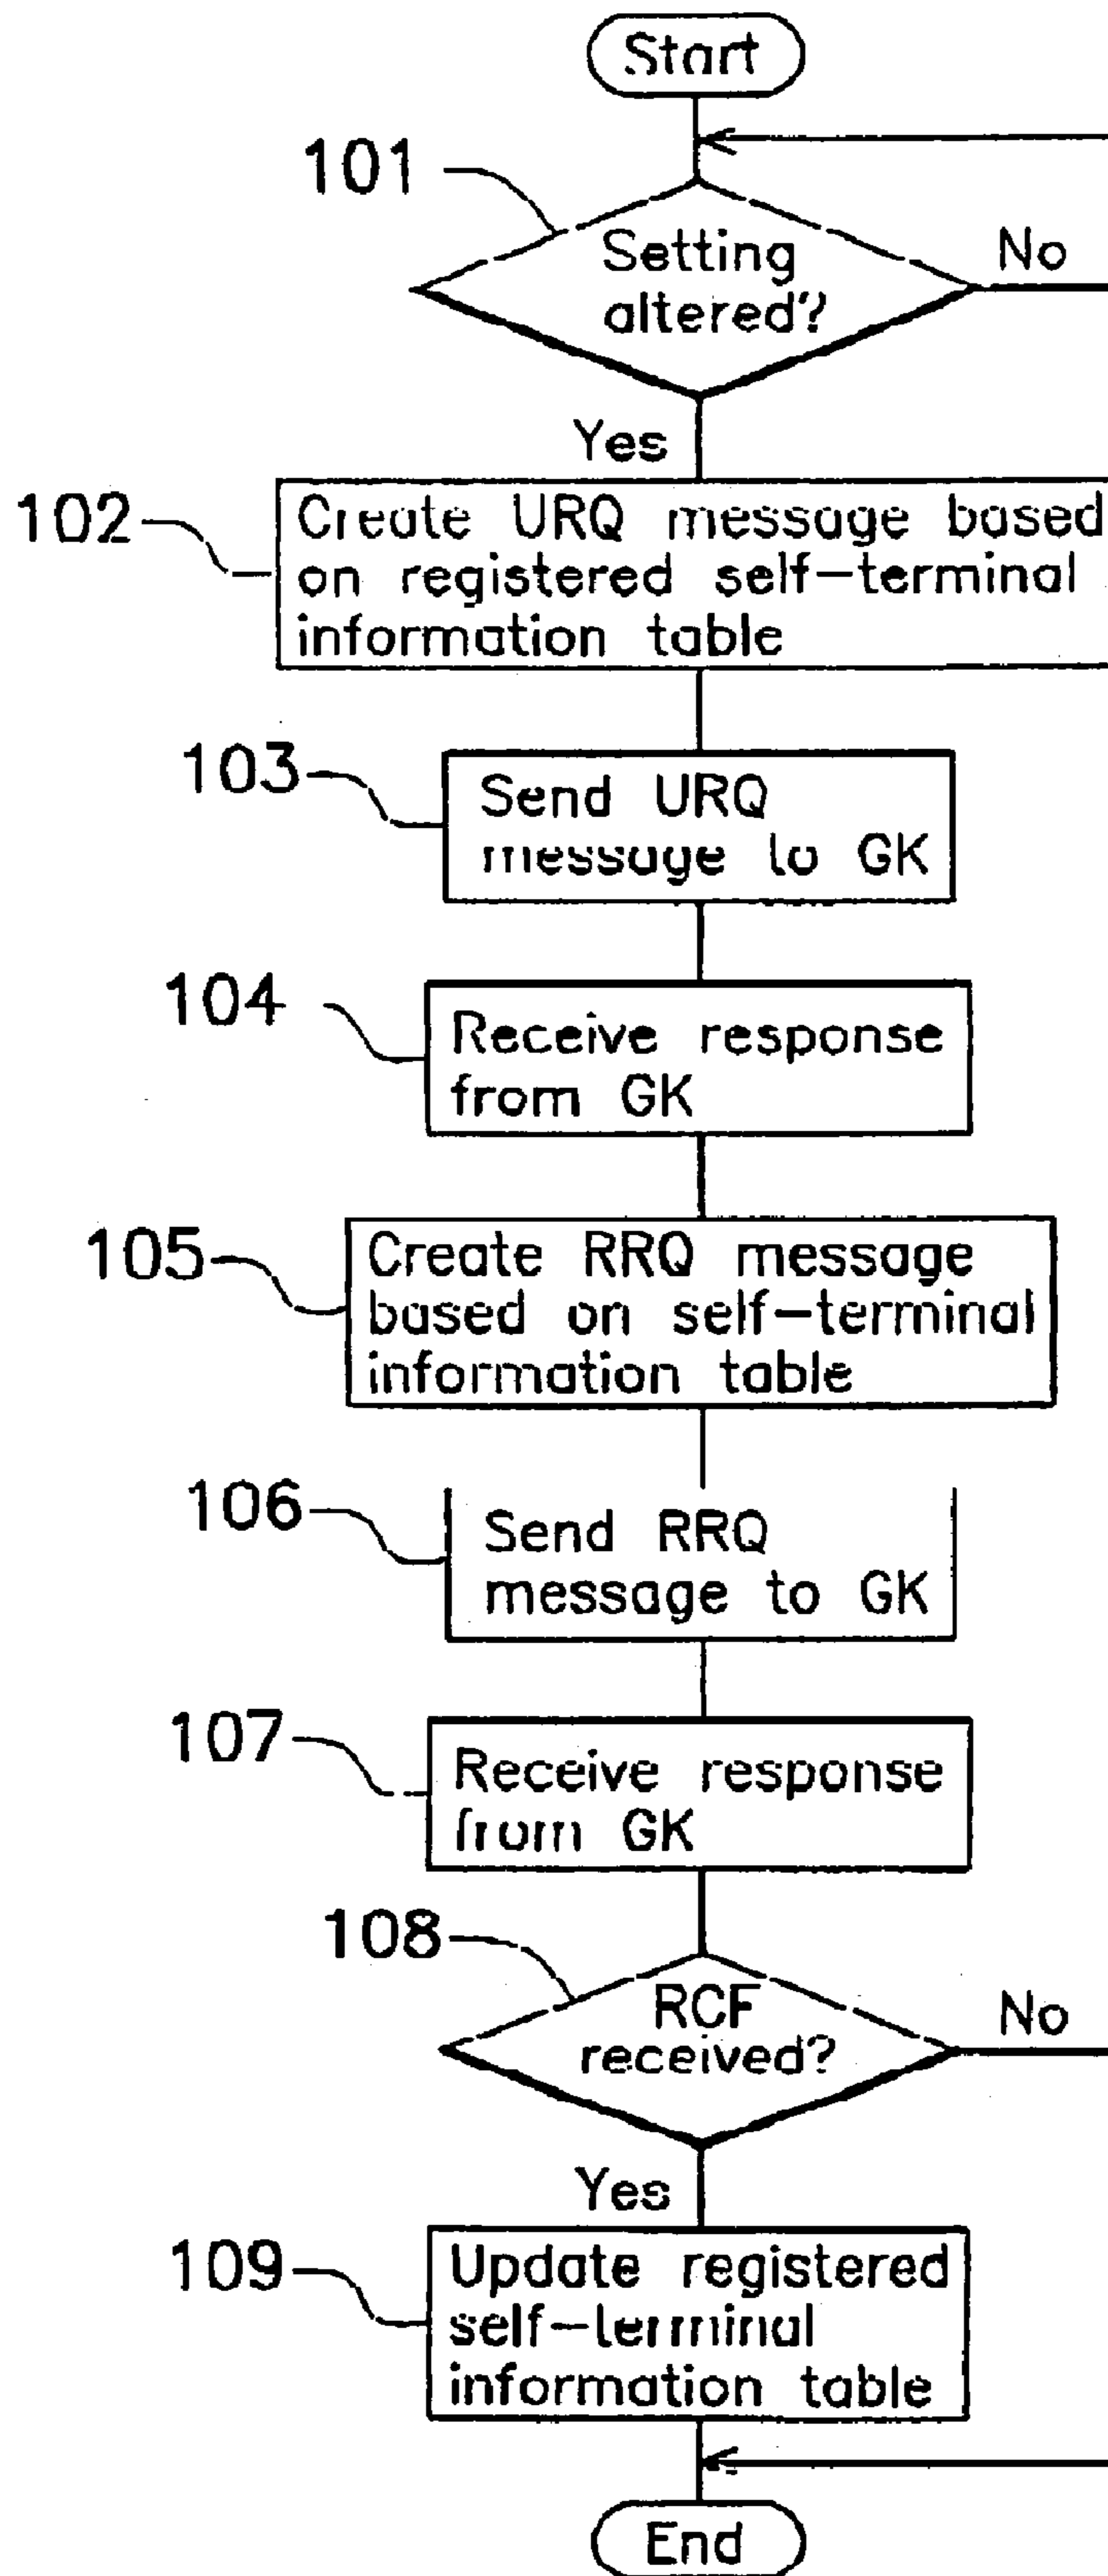 Start
101
Setting
altered?
No
Yes
102
Create URQ message based
on registered self-terminal
information table
103
Send URQ
message to GK
104
Receive response
from GK
105
Create RRQ message
based on self-terminal
information table
106
Send RRQ
message to GK
107
Receive response
from GK
108
RCF
received?
No
Yes
109
Update registered
self-terminal
information table
End